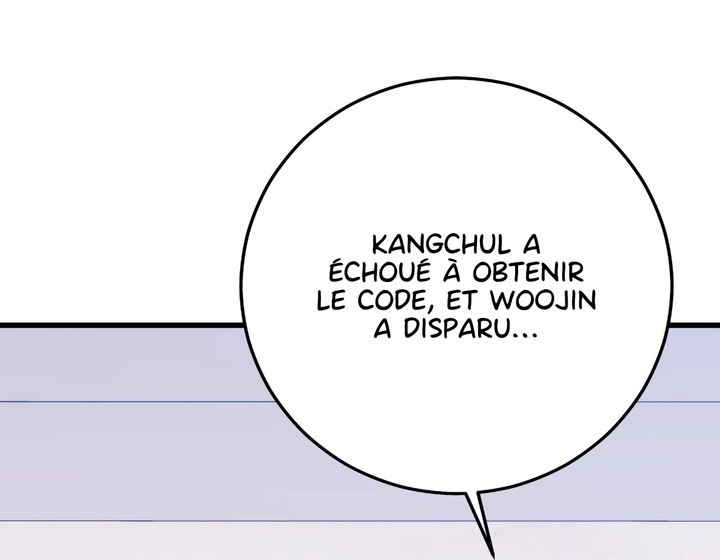 KANGCHUL A
ÉCHOUÉ À OBTENIR
LE CODE, ET WOOJIN
A DISPARU...